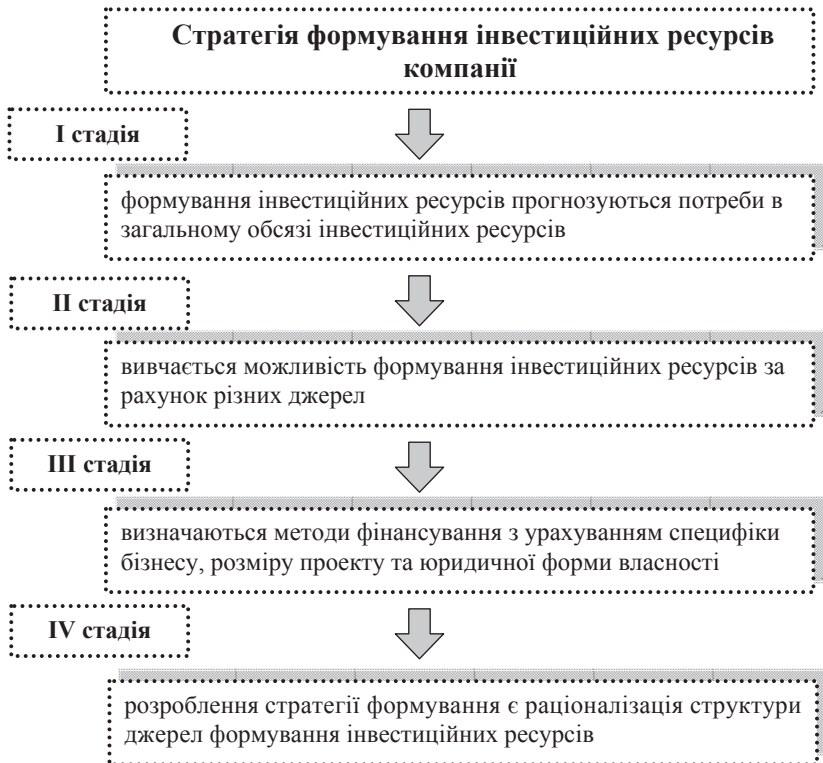 Стратегія формування інвестиційних ресурсів
компанії
І стадія
формування інвестиційних ресурсів прогнозуються потреби в
загальному обсязі інвестиційних ресурсів
ІІ стадія
вивчається можливість формування інвестиційних ресурсів за
рахунок різних джерел
ІІІ стадія
визначаються методи фінансування з урахуванням специфіки
бізнесу, розміру проекту та юридичної форми власності
IV стадія
розроблення стратегії формування є раціоналізація структури
джерел формування інвестиційних ресурсів